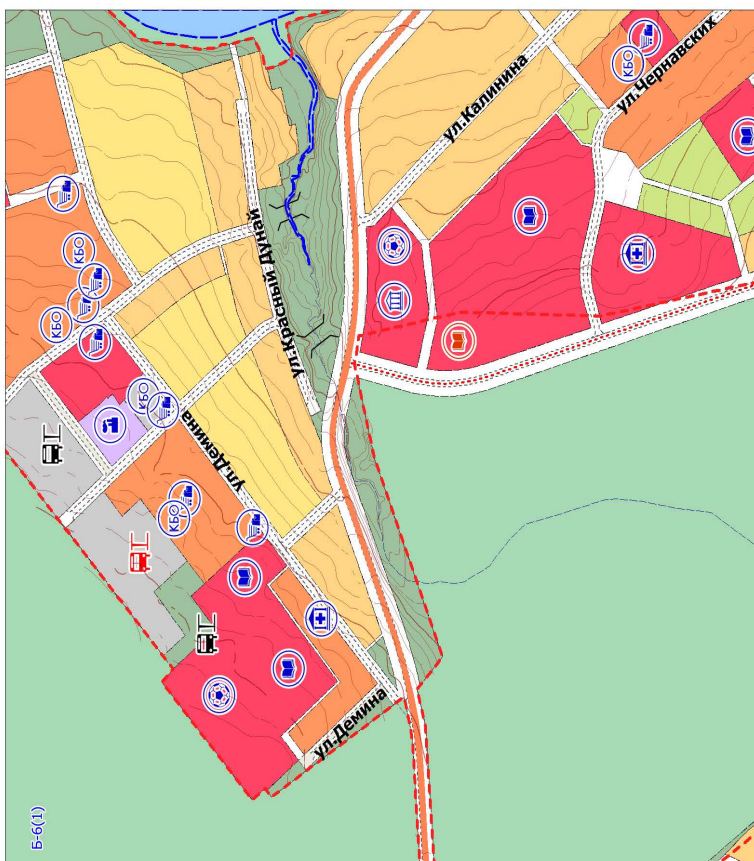 ул.Калинина
КБО
ул.Чернавских
ул.Красный Дунай
КБО
КБО
КБО
ул.Демина
КБО
ул.Демина
Б-6(1)